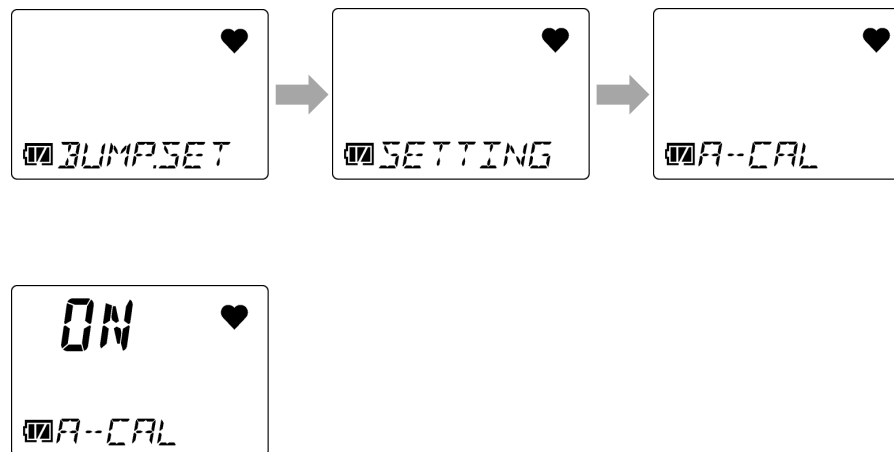 BUMP.SET
SETTING
A--CAL
ON
A--CAL